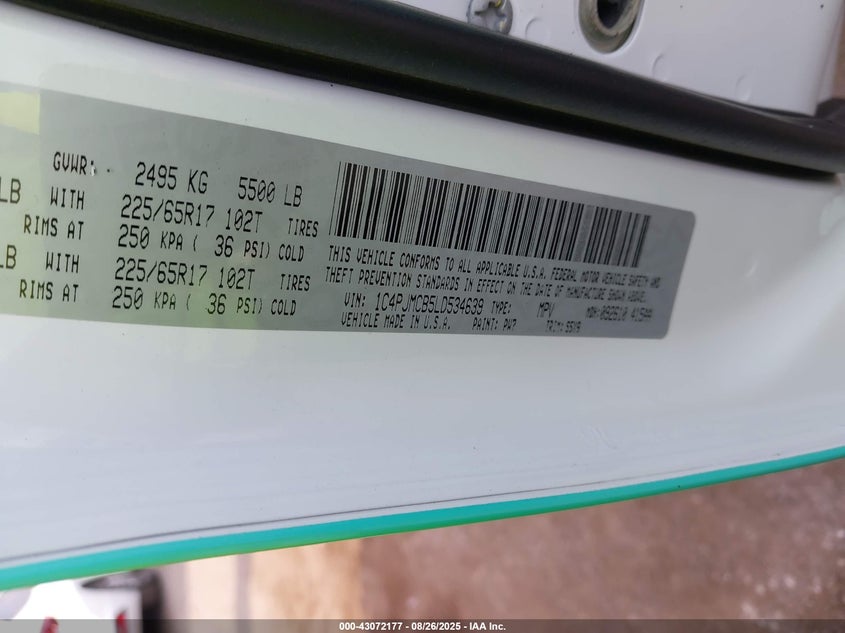 GVWR: 2495 KG 5500 LB
LB WITH 225/65R17 102T TIRES
RIMS AT 250 KPA ( 36 PSI) COLD
LB WITH 225/65R17 102T TIRES
RIMS AT 250 KPA ( 36 PSI) COLD
THIS VEHICLE CONFORMS TO ALL APPLICABLE U.S.A. FEDERAL MOTOR VEHICLE SAFETY AND
THEFT PREVENTION STANDARDS IN EFFECT ON THE DATE OF MANUFACTURE SHOWN ABOVE.
VIN: 1C4PJMCB5LD534639 TYPE: MPV
VEHICLE MADE IN U.S.A. PAINT: PW7
000-43072177 - 08/26/2025 - IAA Inc.